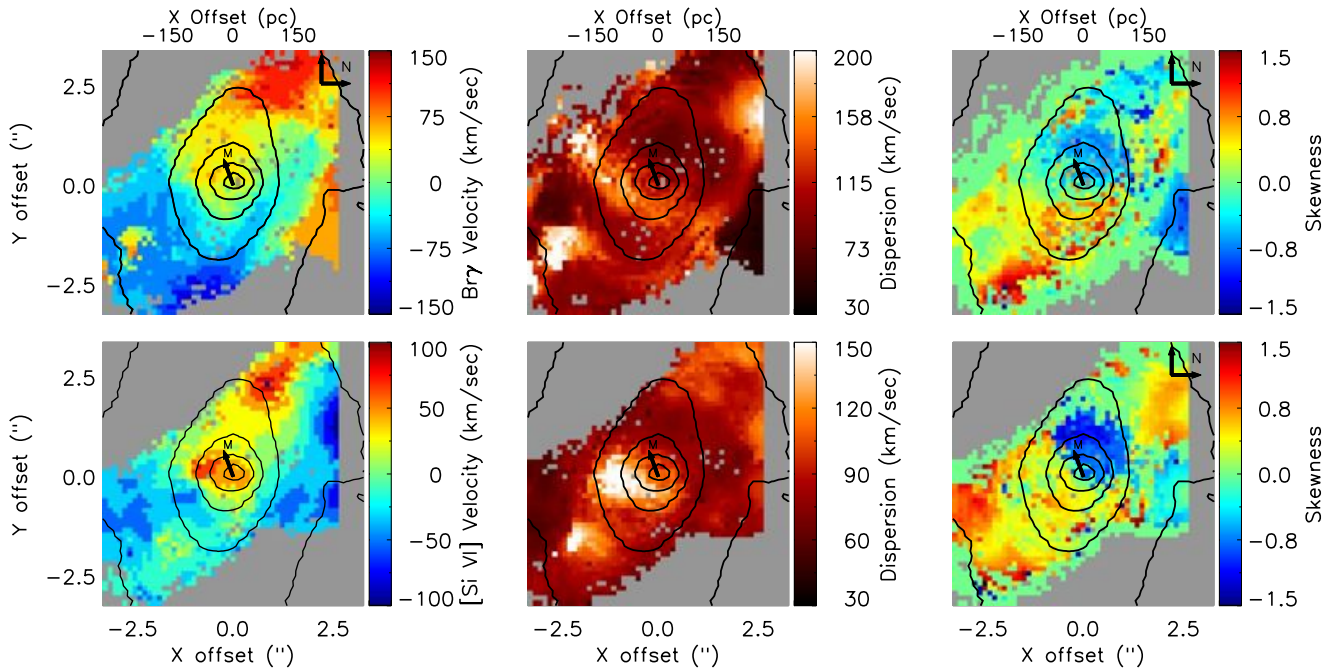 X Offset (pc)
X Offset (pc)
X Offset (pc)
−150 0 150
−150 0 150
−150 0 150
Y Offset (")
2.5
0.0
−2.5
N
M
150
75
0
−75
−150
Brγ Velocity (km/sec)
M
200
158
115
73
30
Dispersion (km/sec)
N
M
1.5
0.8
0.0
−0.8
−1.5
Skewness
Y offset (")
2.5
0.0
−2.5
M
100
50
0
−50
−100
[Si VI] Velocity (km/sec)
M
150
120
90
60
30
Dispersion (km/sec)
N
M
1.5
0.8
0.0
−0.8
−1.5
Skewness
−2.5 0.0 2.5
−2.5 0.0 2.5
−2.5 0.0 2.5
X offset (")
X offset (")
X offset (")